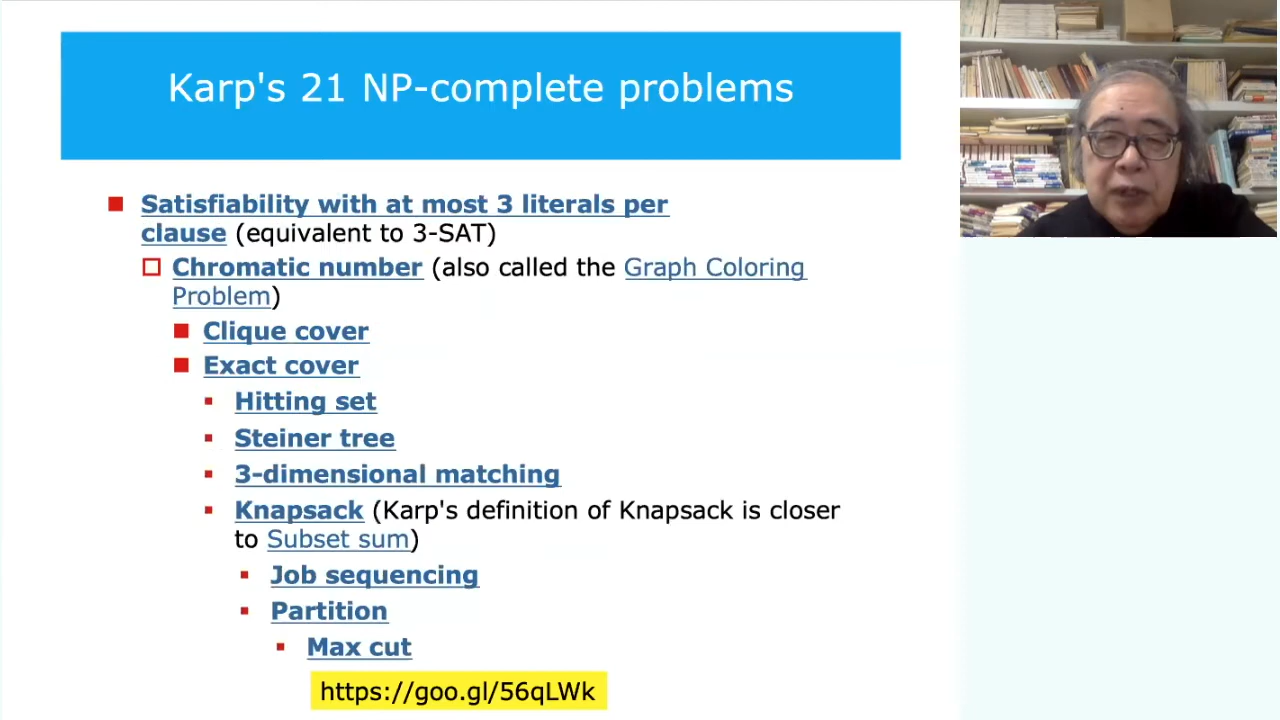 Karp's 21 NP-complete problems
Satisfiability with at most 3 literals per
clause (equivalent to 3-SAT)
Chromatic number (also called the Graph Coloring
Problem)
Clique cover
Exact cover
Hitting set
Steiner tree
3-dimensional matching
Knapsack (Karp's definition of Knapsack is closer
to Subset sum)
Job sequencing
Partition
Max cut
https://goo.gl/56qLWk